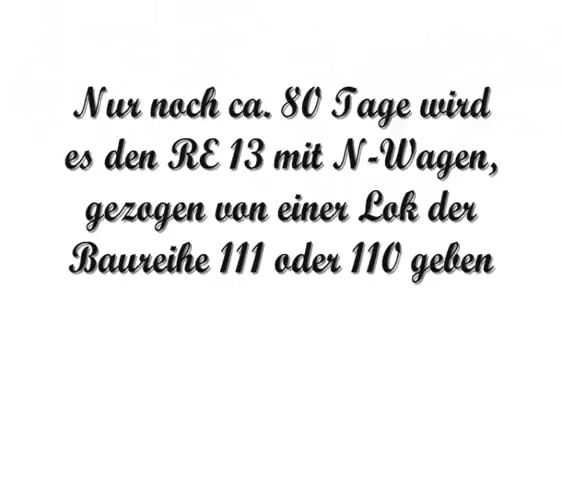 Nur noch ca. 80 Tage wird
es den RE 13 mit N-Wagen,
gezogen von einer Lok der
Baureihe 111 oder 110 geben